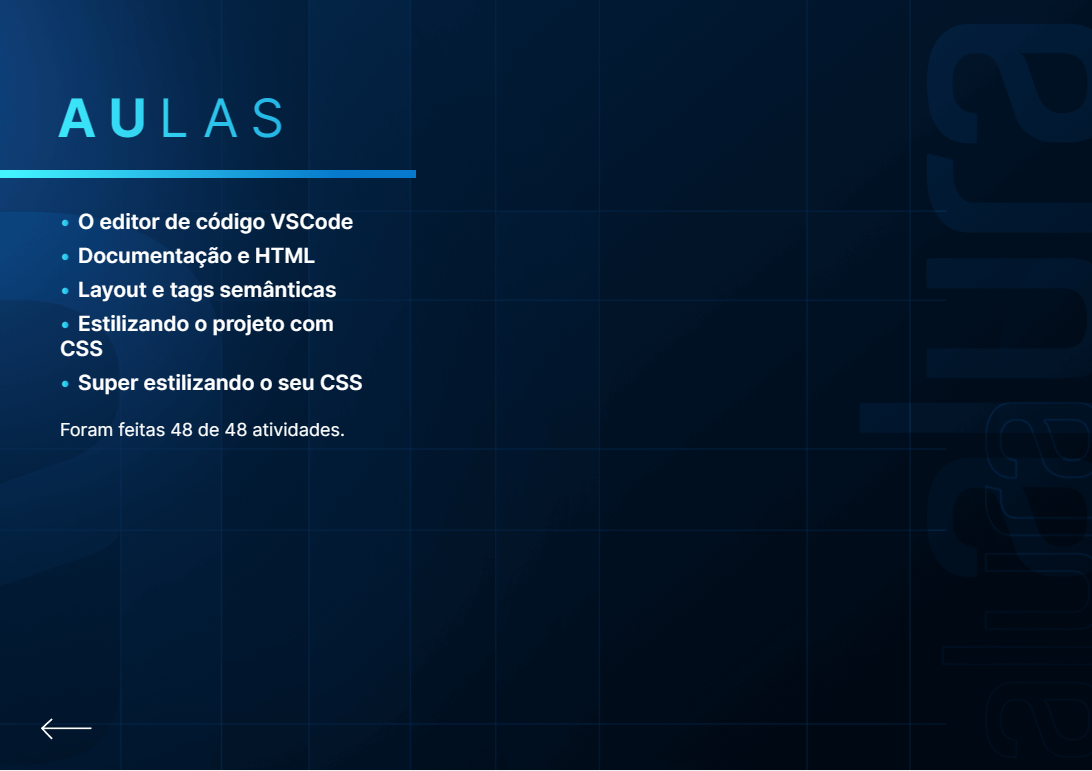 AULAS
• O editor de código VSCode
• Documentação e HTML
• Layout e tags semânticas
• Estilizando o projeto com
CSS
• Super estilizando o seu CSS
Foram feitas 48 de 48 atividades.
alura
alura